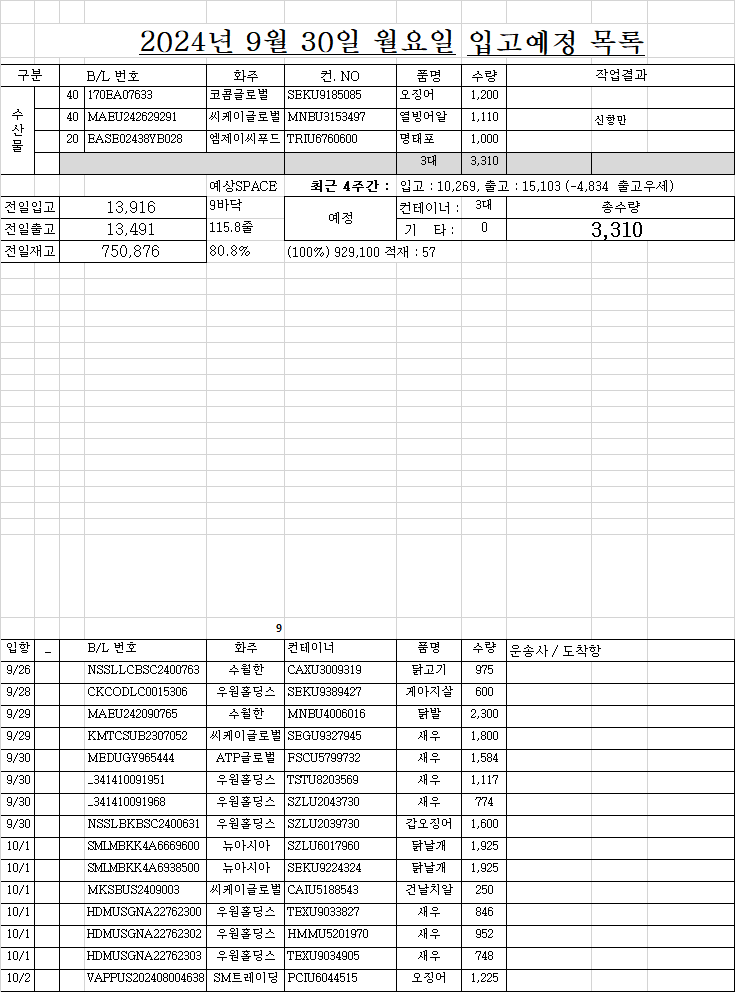 2024년 9월 30일 월요일 입고예정 목록
구분 B/L 번호 화주 컨. NO 품명 수량 작업결과
수산물
40 170EA07633 코콤글로벌 SEKU9185085 오징어 1,200
40 MAEU242629291 씨케이글로벌 MNBU3153497 열빙어알 1,110 신항만
20 EASE02438YB028 엠제이씨푸드 TRIU6760600 명태포 1,000
3대 3,310
예상SPACE 최근 4주간 : 입고 : 10,269, 출고 : 15,103 (-4,834 출고우세)
전일입고 13,916 9바닥 예정 컨테이너 : 3대 총수량
전일출고 13,491 115.8줄 기 타 : 0 3,310
전일재고 750,876 80.8% (100%) 929,100 적재 : 57
9
입항 _ B/L 번호 화주 컨테이너 품명 수량 운송사 / 도착항
9/26 NSSLLCBSC2400763 수월한 CAXU3009319 닭고기 975
9/28 CKCODLC0015306 우원홀딩스 SEKU9389427 게아지살 600
9/29 MAEU242090765 수월한 MNBU4006016 닭발 2,300
9/29 KMTCSUB2307052 씨케이글로벌 SEGU9327945 새우 1,800
9/30 MEDUGY965444 ATP글로벌 FSCU5799732 새우 1,584
9/30 _341410091951 우원홀딩스 TSTU8203569 새우 1,117
9/30 _341410091968 우원홀딩스 SZLU2043730 새우 774
9/30 NSSLBKBSC2400631 우원홀딩스 SZLU2039730 갑오징어 1,600
10/1 SMLMBKK4A6669600 뉴아시아 SZLU6017960 닭날개 1,925
10/1 SMLMBKK4A6938500 뉴아시아 SEKU9224324 닭날개 1,925
10/1 MKSBUS2409003 씨케이글로벌 CAIU5188543 건날치알 250
10/1 HDMUSGNA22762300 우원홀딩스 TEXU9033827 새우 846
10/1 HDMUSGNA22762302 우원홀딩스 HMMU5201970 새우 952
10/1 HDMUSGNA22762303 우원홀딩스 TEXU9034905 새우 748
10/2 VAPPUS202408004638 SM트레이딩 PCIU6044515 오징어 1,225